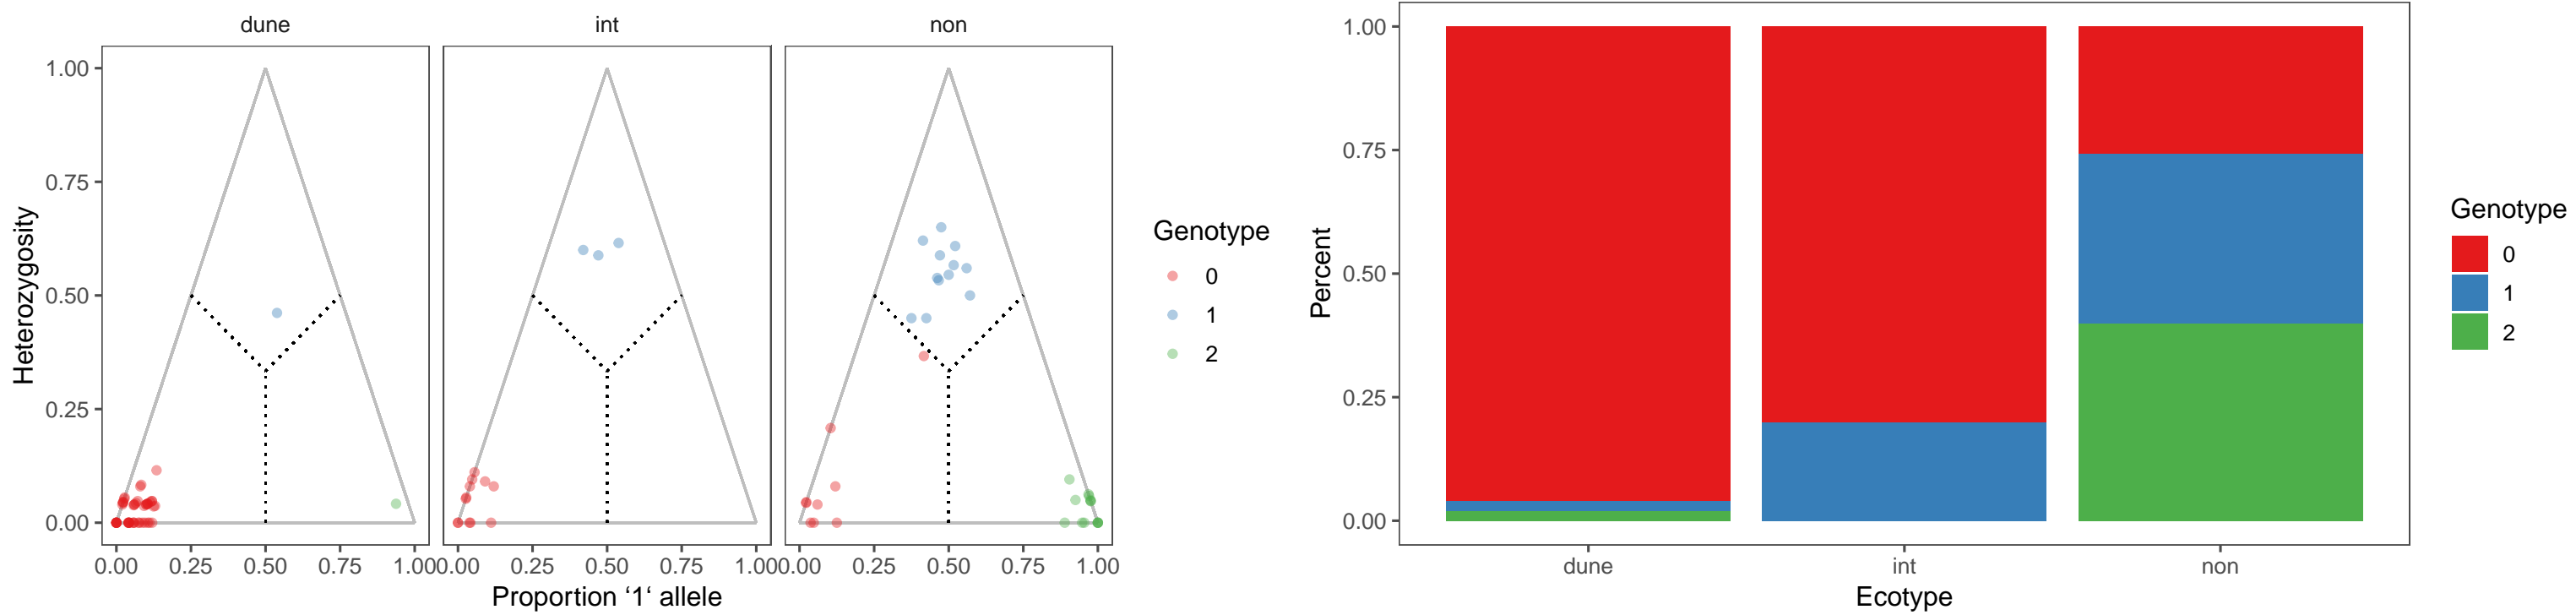 dune
int
non
1.00
0.75
0.50
0.25
0.00
Heterozygosity
0.00 0.25 0.50 0.75 1.00
0.00 0.25 0.50 0.75 1.00
0.00 0.25 0.50 0.75 1.00
Proportion ‘1‘ allele
Genotype
0
1
2
1.00
0.75
0.50
0.25
0.00
Percent
dune
int
non
Ecotype
Genotype
0
1
2